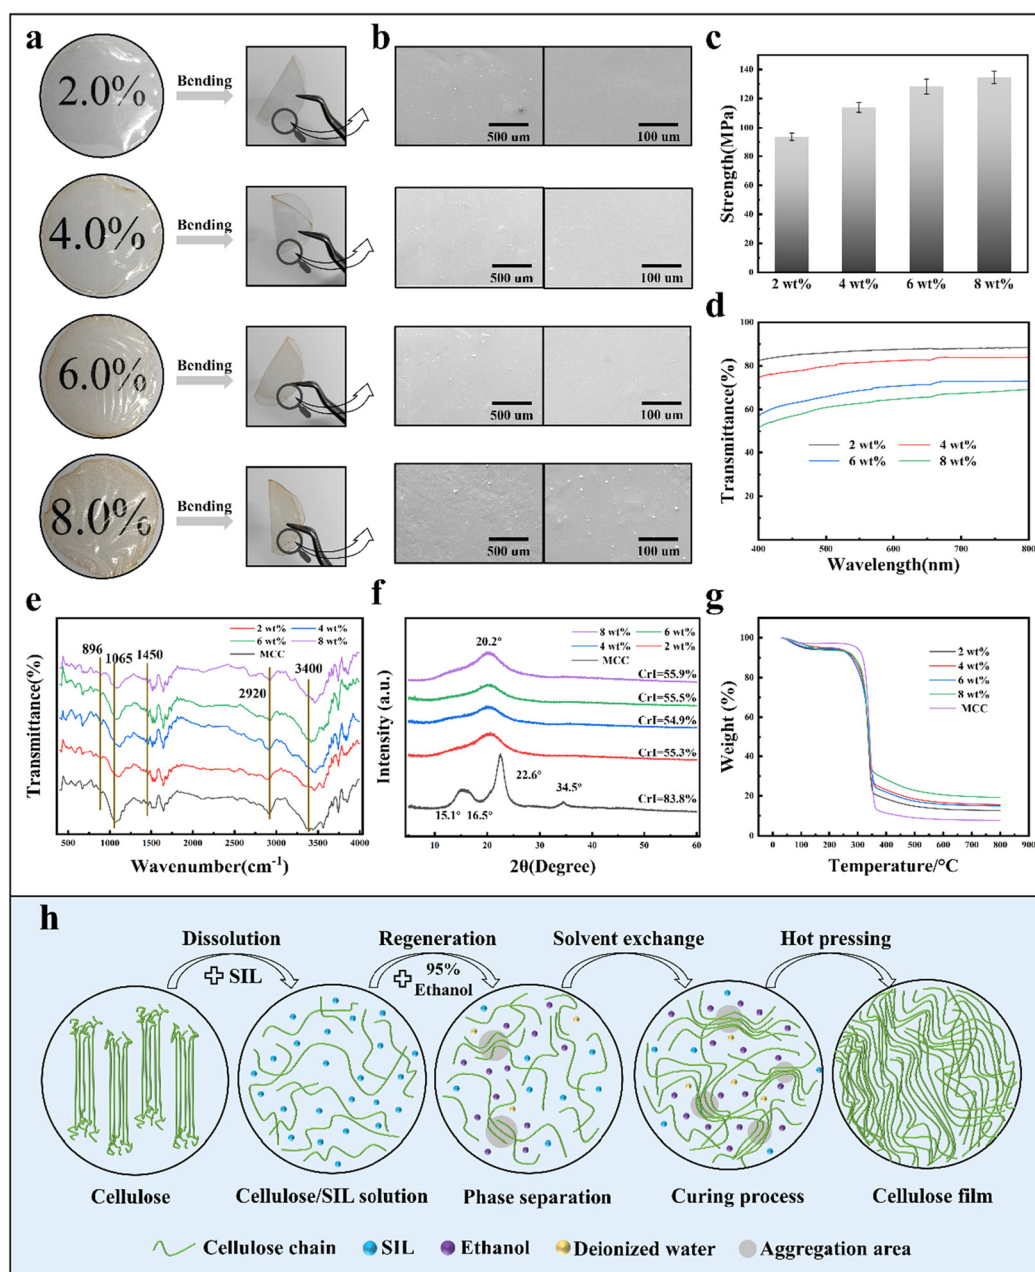 a
2.0%
Bending
4.0%
Bending
6.0%
Bending
8.0%
Bending
b
500 um
100 um
500 um
100 um
500 um
100 um
500 um
100 um
c
Strength(MPa)
140
120
100
80
60
40
20
0
2 wt%
4 wt%
6 wt%
8 wt%
d
Transmittance(%)
100
80
60
40
20
2 wt%
4 wt%
6 wt%
8 wt%
400
500
600
700
800
Wavelength(nm)
e
Transmittance(%)
2 wt%
4 wt%
6 wt%
8 wt%
MCC
896
1065
1450
2920
3400
500
1000
1500
2000
2500
3000
3500
4000
Wavenumber(cm-1)
f
Intensity (a.u.)
8 wt%
6 wt%
4 wt%
2 wt%
MCC
20.2°
CrI=55.9%
CrI=55.5%
CrI=54.9%
CrI=55.3%
22.6°
34.5°
15.1°
16.5°
CrI=83.8%
10
20
30
40
50
60
2θ(Degree)
g
Weight (%)
100
80
60
40
20
0
2 wt%
4 wt%
6 wt%
8 wt%
MCC
0
100
200
300
400
500
600
700
800
900
Temperature/°C
h
Dissolution
SIL
Regeneration
95%
Ethanol
Solvent exchange
Hot pressing
Cellulose
Cellulose/SIL solution
Phase separation
Curing process
Cellulose film
Cellulose chain
SIL
Ethanol
Deionized water
Aggregation area